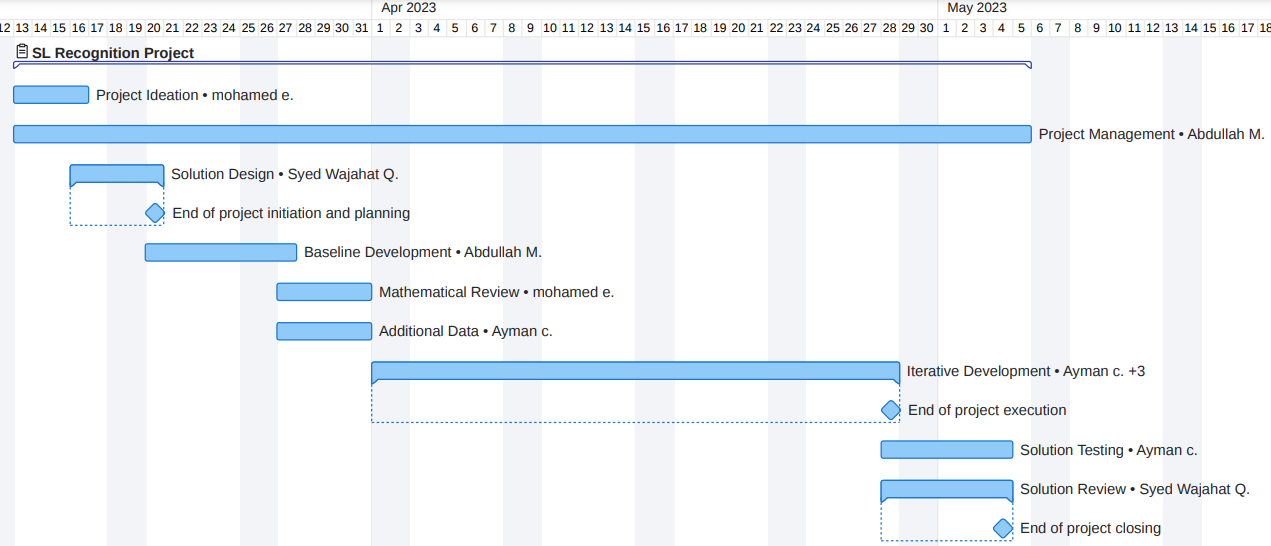 Apr 2023 May 2023
12 13 14 15 16 17 18 19 20 21 22 23 24 25 26 27 28 29 30 31 1 2 3 4 5 6 7 8 9 10 11 12 13 14 15 16 17 18 19 20 21 22 23 24 25 26 27 28 29 30 1 2 3 4 5 6 7 8 9 10 11 12 13 14 15 16 17 18
SL Recognition Project
Project Ideation • mohamed e.
Project Management • Abdullah M.
Solution Design • Syed Wajahat Q.
End of project initiation and planning
Baseline Development • Abdullah M.
Mathematical Review • mohamed e.
Additional Data • Ayman c.
Iterative Development • Ayman c. +3
End of project execution
Solution Testing • Ayman c.
Solution Review • Syed Wajahat Q.
End of project closing